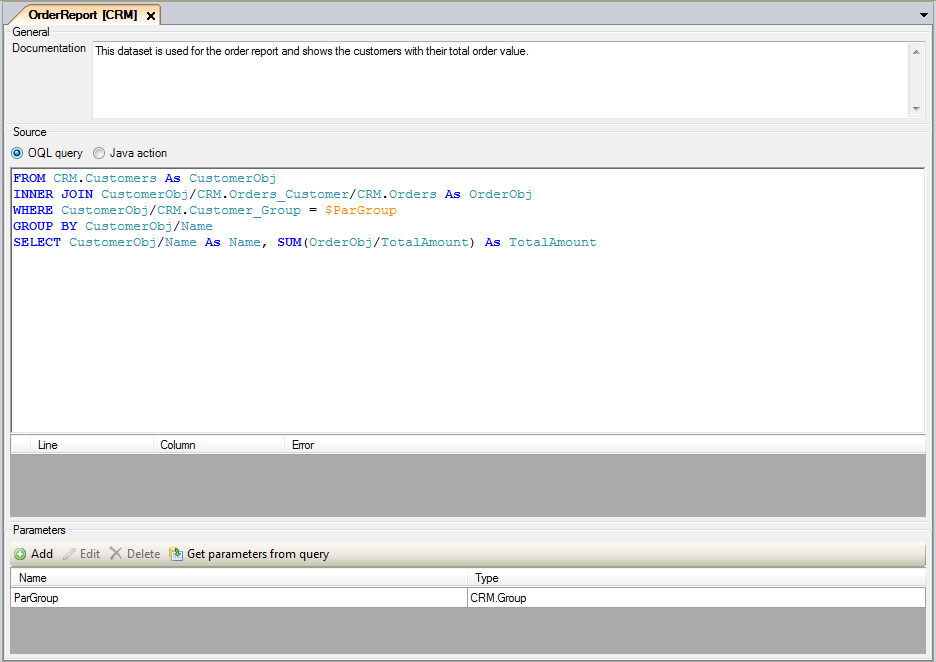 OrderReport [CRM]
General
Documentation This dataset is used for the order report and shows the customers with their total order value.
Source
OQL query Java action
FROM CRM.Customers As CustomerObj
INNER JOIN CustomerObj/CRM.Orders_Customer/CRM.Orders As OrderObj
WHERE CustomerObj/CRM.Customer_Group = $ParGroup
GROUP BY CustomerObj/Name
SELECT CustomerObj/Name As Name, SUM(OrderObj/TotalAmount) As TotalAmount
Line Column Error
Parameters
Add Edit Delete Get parameters from query
Name Type
ParGroup CRM.Group